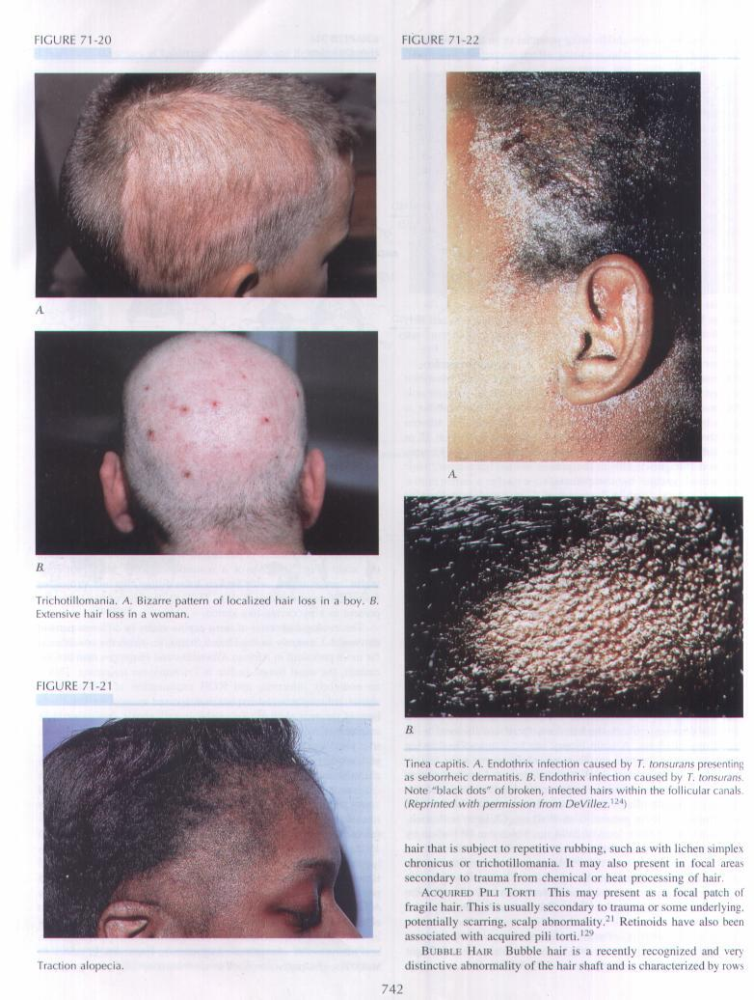 FIGURE 71-20
A.
B.
Trichotillomania. A. Bizarre pattern of localized hair loss in a boy. B.
Extensive hair loss in a woman.
FIGURE 71-21
Traction alopecia.
FIGURE 71-22
A.
B.
Tinea capitis. A. Endothrix infection caused by T. tonsurans presenting
as seborrheic dermatitis. B. Endothrix infection caused by T. tonsurans.
Note "black dots" of broken, infected hairs within the follicular canals.
(Reprinted with permission from DeVillez.124)
hair that is subject to repetitive rubbing, such as with lichen simplex
chronicus or trichotillomania. It may also present in focal areas
secondary to trauma from chemical or heat processing of hair.
ACQUIRED PILI TORTI This may present as a focal patch of
fragile hair. This is usually secondary to trauma or some underlying,
potentially scarring, scalp abnormality.21 Retinoids have also been
associated with acquired pili torti.129
BUBBLE HAIR Bubble hair is a recently recognized and very
distinctive abnormality of the hair shaft and is characterized by rows
742